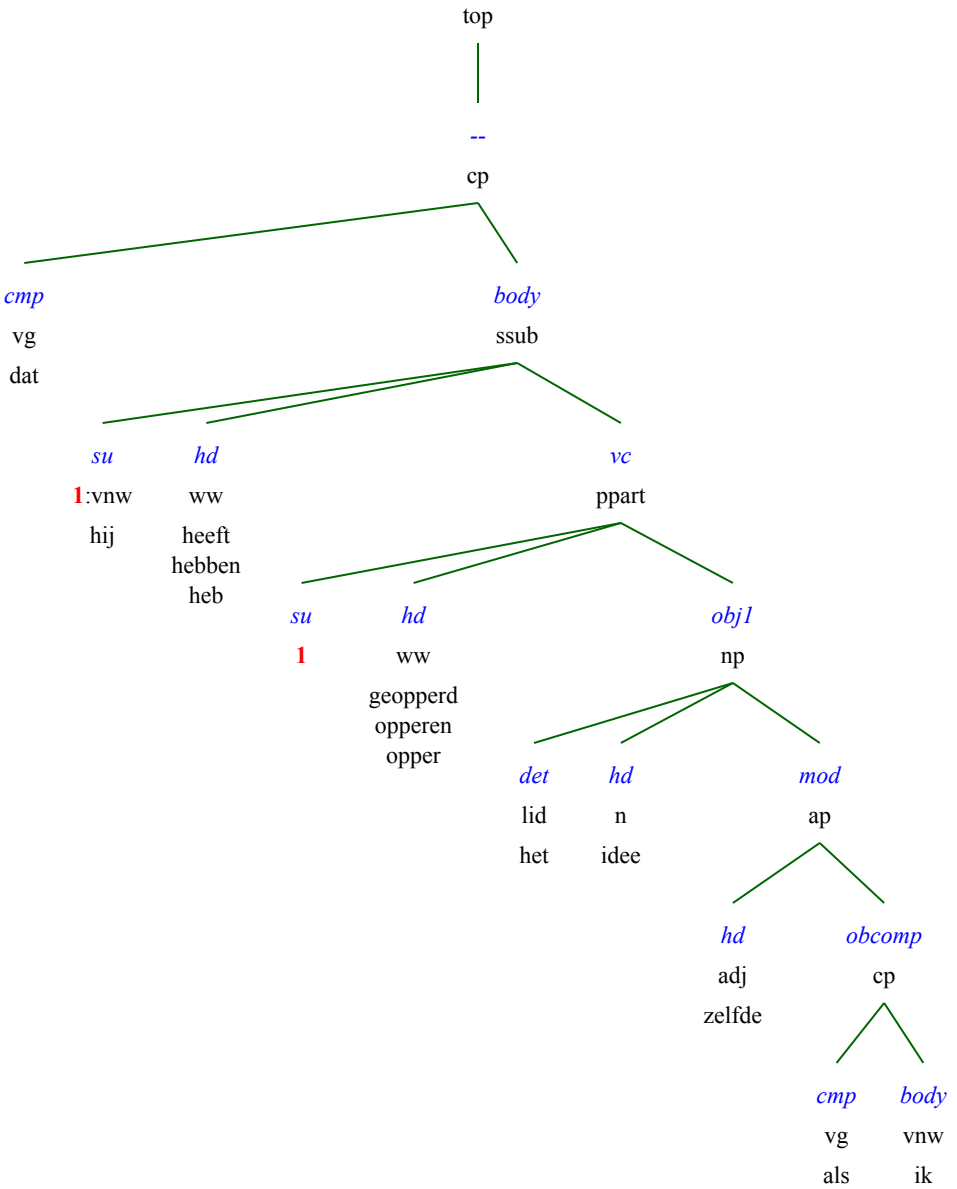 top
--
cp
cmp body
vg ssub
dat
su hd vc
1:vnw ww ppart
hij heeft
hebben
heb
su hd obj1
1 ww np
geopperd
opperen
opper
det hd mod
lid n ap
het idee
hd obcomp
adj cp
zelfde
cmp body
vg vnw
als ik